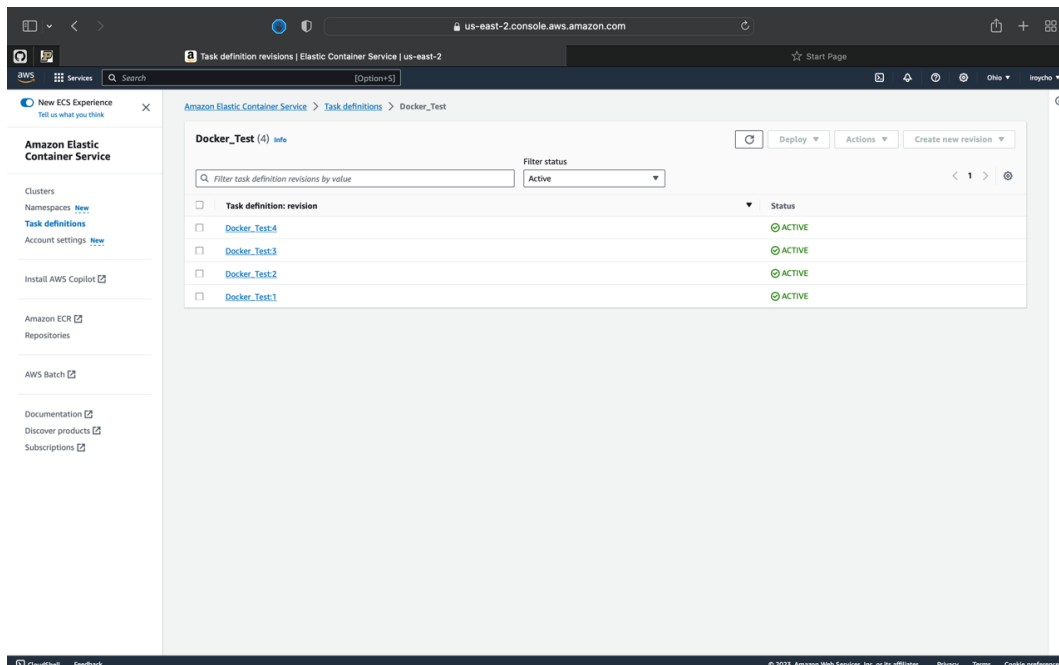 us-east-2.console.aws.amazon.com
Task definition revisions | Elastic Container Service | us-east-2
Start Page
aws Services Search [Option+S] Ohio iroycho
New ECS Experience
Tell us what you think
Amazon Elastic Container Service > Task definitions > Docker_Test
Amazon Elastic
Container Service
Clusters
Namespaces New
Task definitions
Account settings New
Install AWS Copilot
Amazon ECR
Repositories
AWS Batch
Documentation
Discover products
Subscriptions
Docker_Test (4) Info
Deploy
Actions
Create new revision
Filter status
Filter task definition revisions by value
Active
1
Task definition: revision
Status
Docker_Test:4
ACTIVE
Docker_Test:3
ACTIVE
Docker_Test:2
ACTIVE
Docker_Test:1
ACTIVE
CloudShell Feedback
© 2023, Amazon Web Services, Inc. or its affiliates. Privacy Terms Cookie preferences